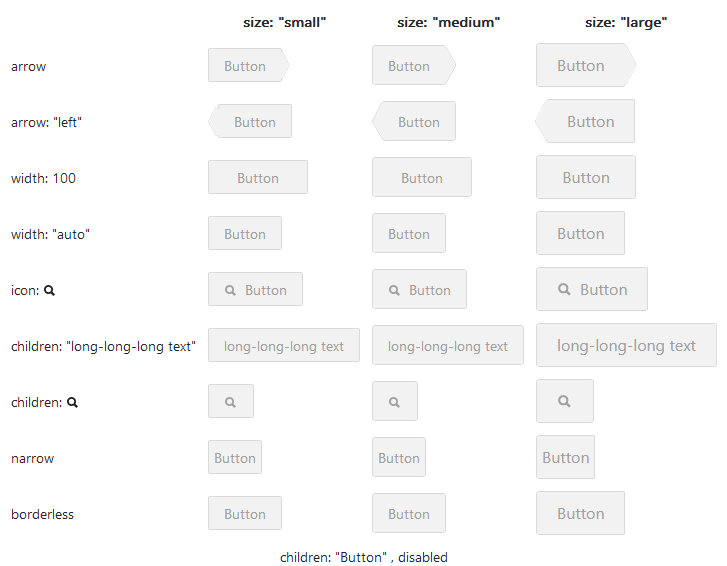 size: "small" size: "medium" size: "large"
arrow Button Button Button
arrow: "left" Button Button Button
width: 100 Button Button Button
width: "auto" Button Button Button
icon: Button Button Button
children: "long-long-long text" long-long-long text long-long-long text long-long-long text
children:
narrow Button Button Button
borderless Button Button Button
children: "Button" , disabled